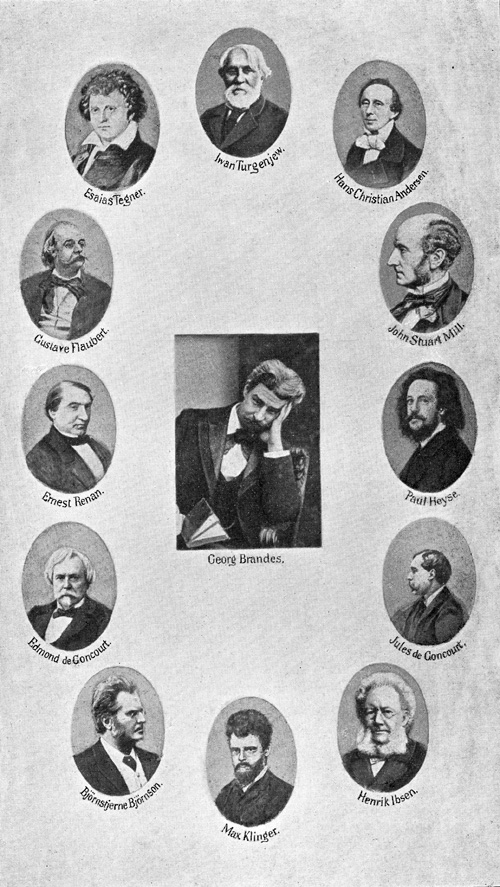 Iwan Turgenjew.
Esaias Tegner.
Hans Christian Andersen.
Gustave Flaubert.
John Stuart Mill.
Ernest Renan.
Paul Heyse.
Georg Brandes.
Edmond de Goncourt.
Jules de Goncourt.
Björnstjerne Björnson.
Max Klinger.
Henrik Ibsen.